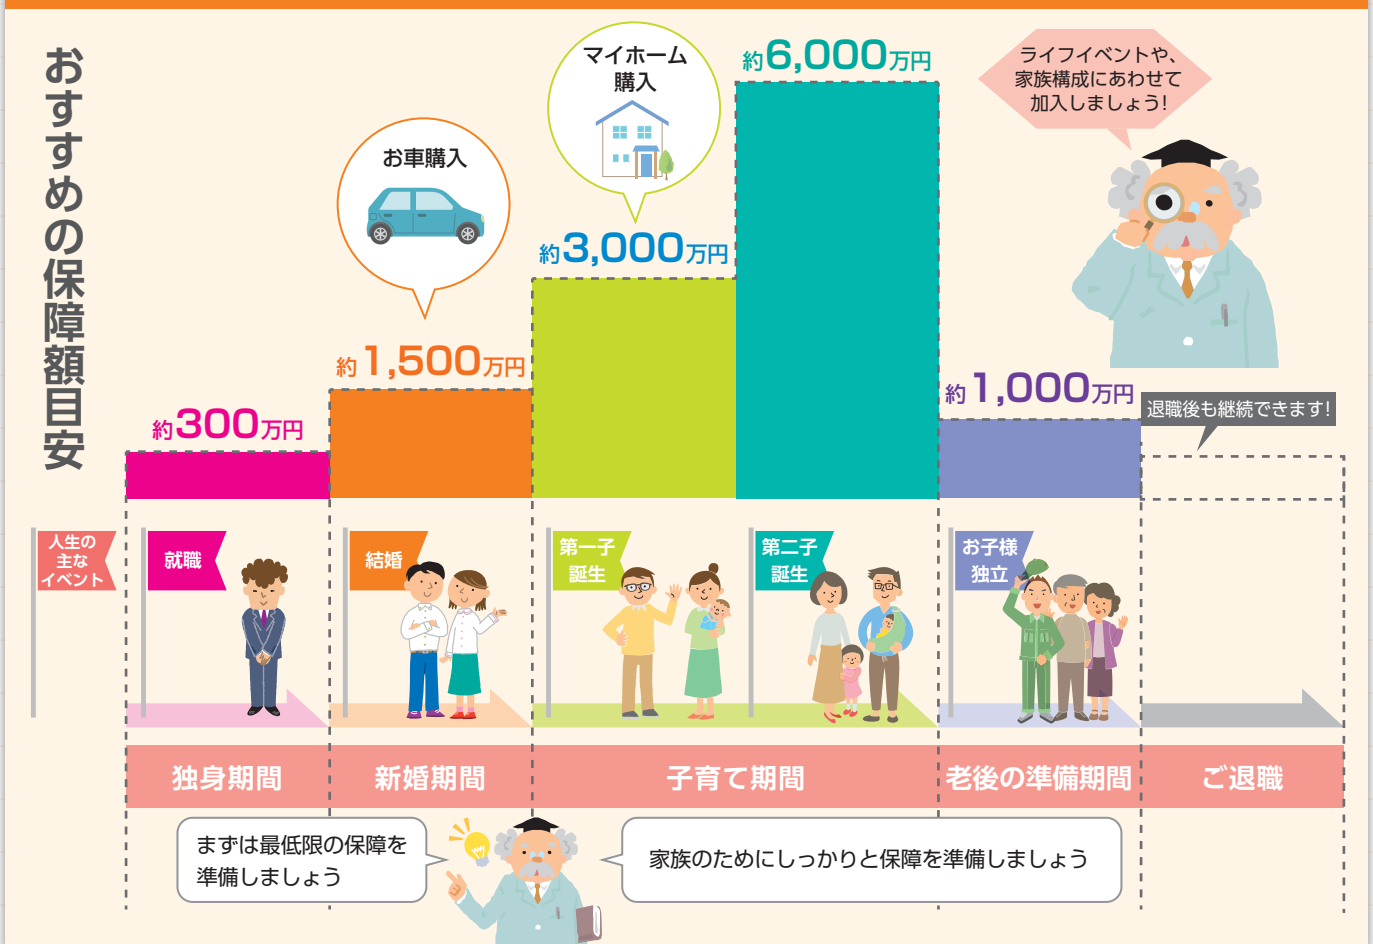 おすすめの保障額目安
ライフイベントや、
家族構成にあわせて
加入しましょう!
マイホーム
購入
お車購入
約6,000万円
約3,000万円
約1,500万円
約300万円
約1,000万円
退職後も継続できます!
人生の
主な
イベント
就職
結婚
第一子
誕生
第二子
誕生
お子様
独立
独身期間
新婚期間
子育て期間
老後の準備期間
ご退職
まずは最低限の保障を
準備しましょう
家族のためにしっかりと保障を準備しましょう